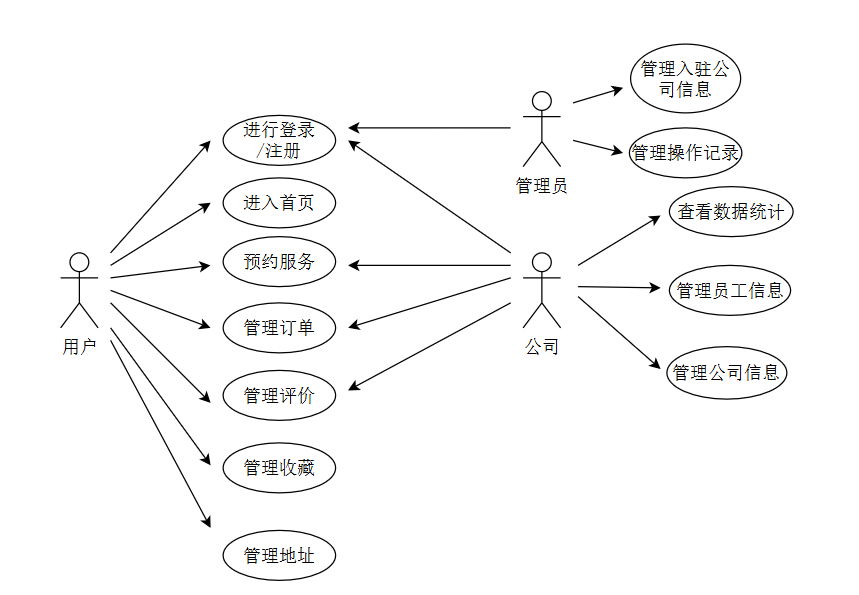 管理入驻公
司信息
进行登录
/注册
管理操作记录
管理员
进入首页
查看数据统计
预约服务
管理员工信息
用户
管理订单
公司
管理评价
管理公司信息
管理收藏
管理地址